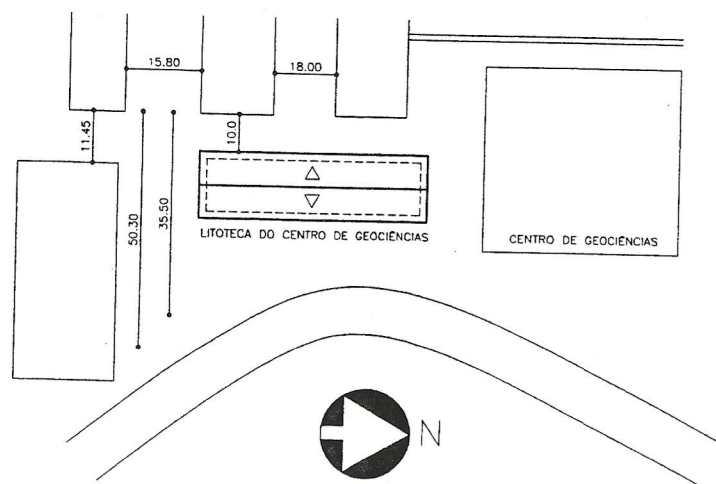 15.80
18.00
11.45
10.0
50.30
35.50
LITOTECA DO CENTRO DE GEOCIÊNCIAS
CENTRO DE GEOCIÊNCIAS
N